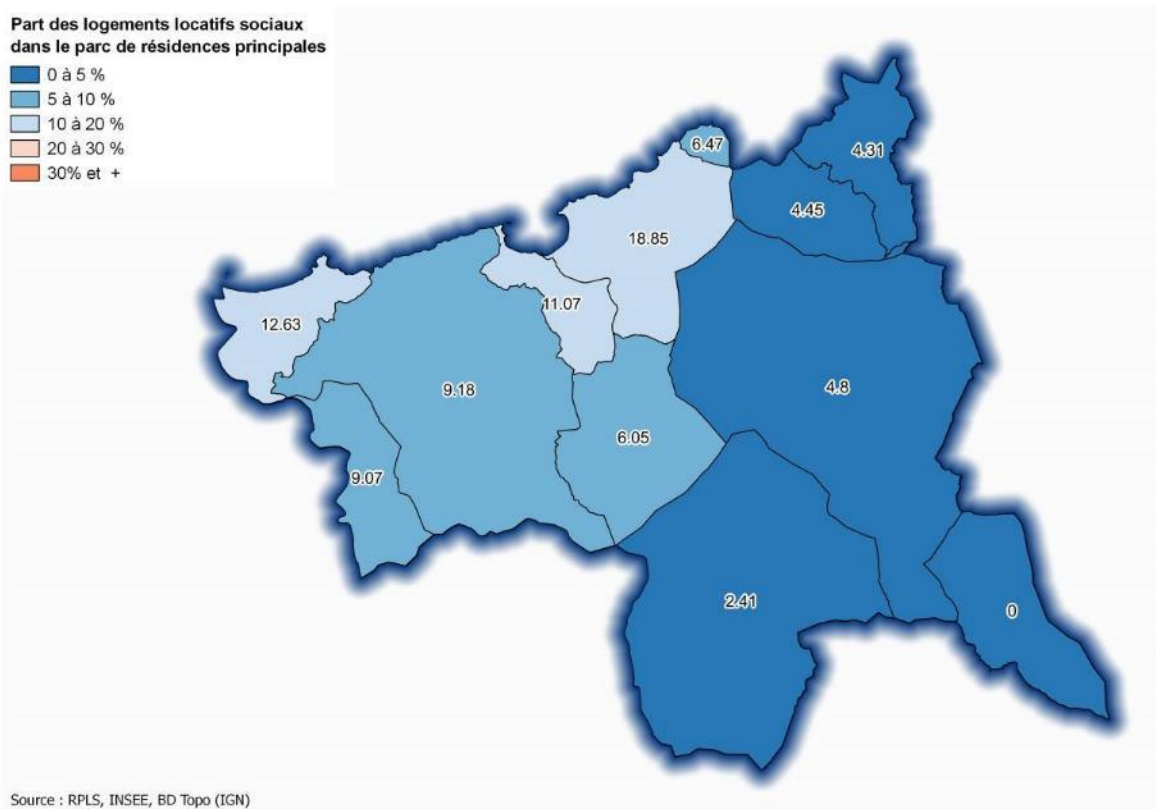 Part des logements locatifs sociaux
dans le parc de résidences principales
0 à 5 %
5 à 10 %
10 à 20 %
20 à 30 %
30% et +
4.31
6.47
4.45
18.85
11.07
12.63
9.18
4.8
6.05
9.07
2.41
0
Source : RPLS, INSEE, BD Topo (IGN)